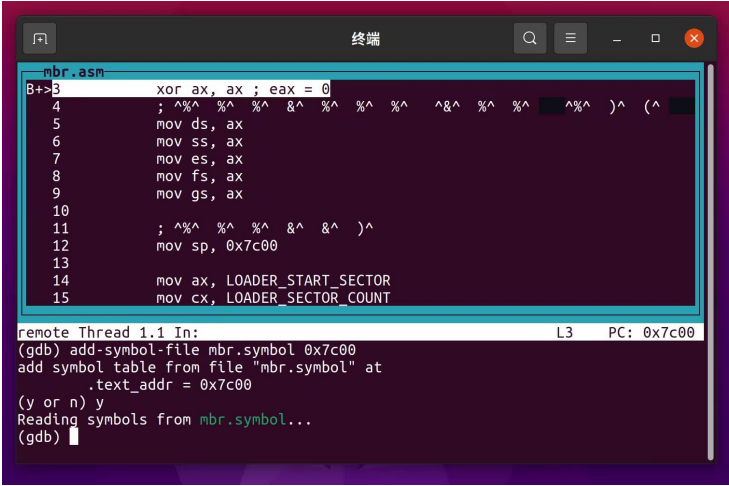 终端
mbr.asm
B+>3 xor ax, ax ; eax = 0
4 ; ^%^ %^ %^ &^ %^ %^ %^ ^&^ %^ %^ ^%^ )^ (^
5 mov ds, ax
6 mov ss, ax
7 mov es, ax
8 mov fs, ax
9 mov gs, ax
10
11 ; ^%^ %^ %^ &^ &^ )^
12 mov sp, 0x7c00
13
14 mov ax, LOADER_START_SECTOR
15 mov cx, LOADER_SECTOR_COUNT
remote Thread 1.1 In: L3 PC: 0x7c00
(gdb) add-symbol-file mbr.symbol 0x7c00
add symbol table from file "mbr.symbol" at
.text_addr = 0x7c00
(y or n) y
Reading symbols from mbr.symbol...
(gdb)